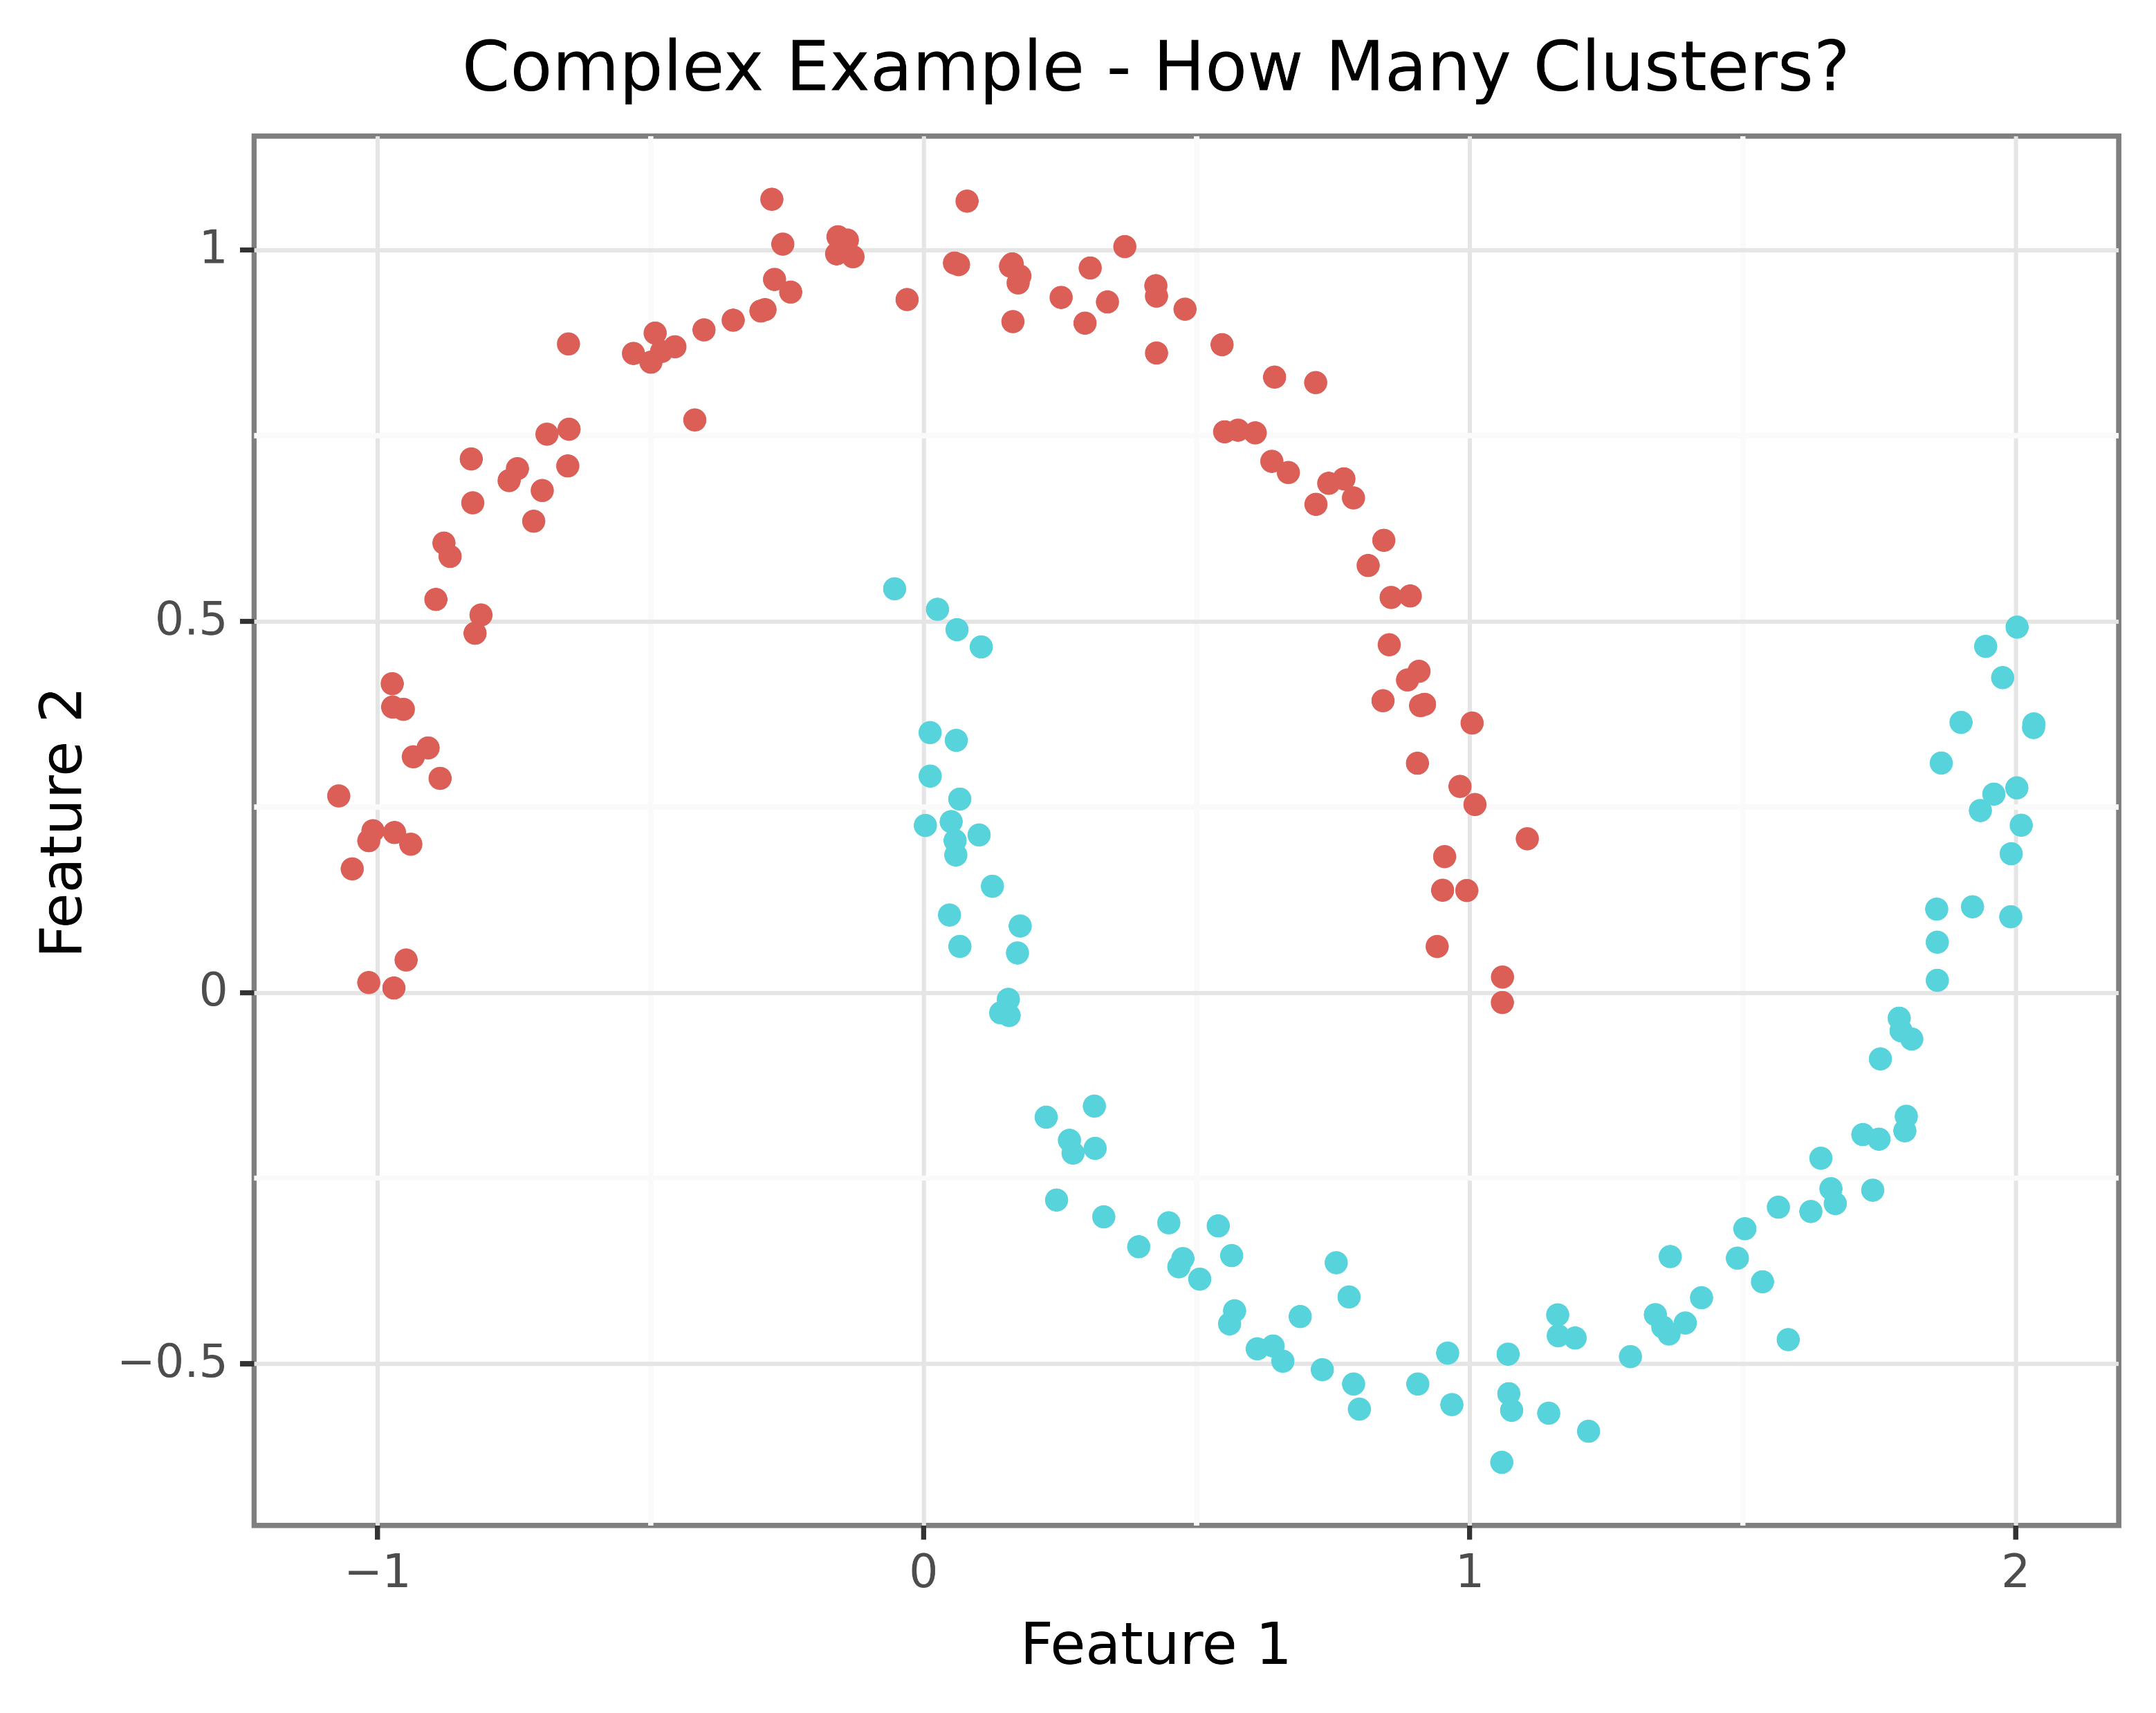 Complex Example - How Many Clusters?
1
0.5
0
−0.5
Feature 2
−1 0 1 2
Feature 1